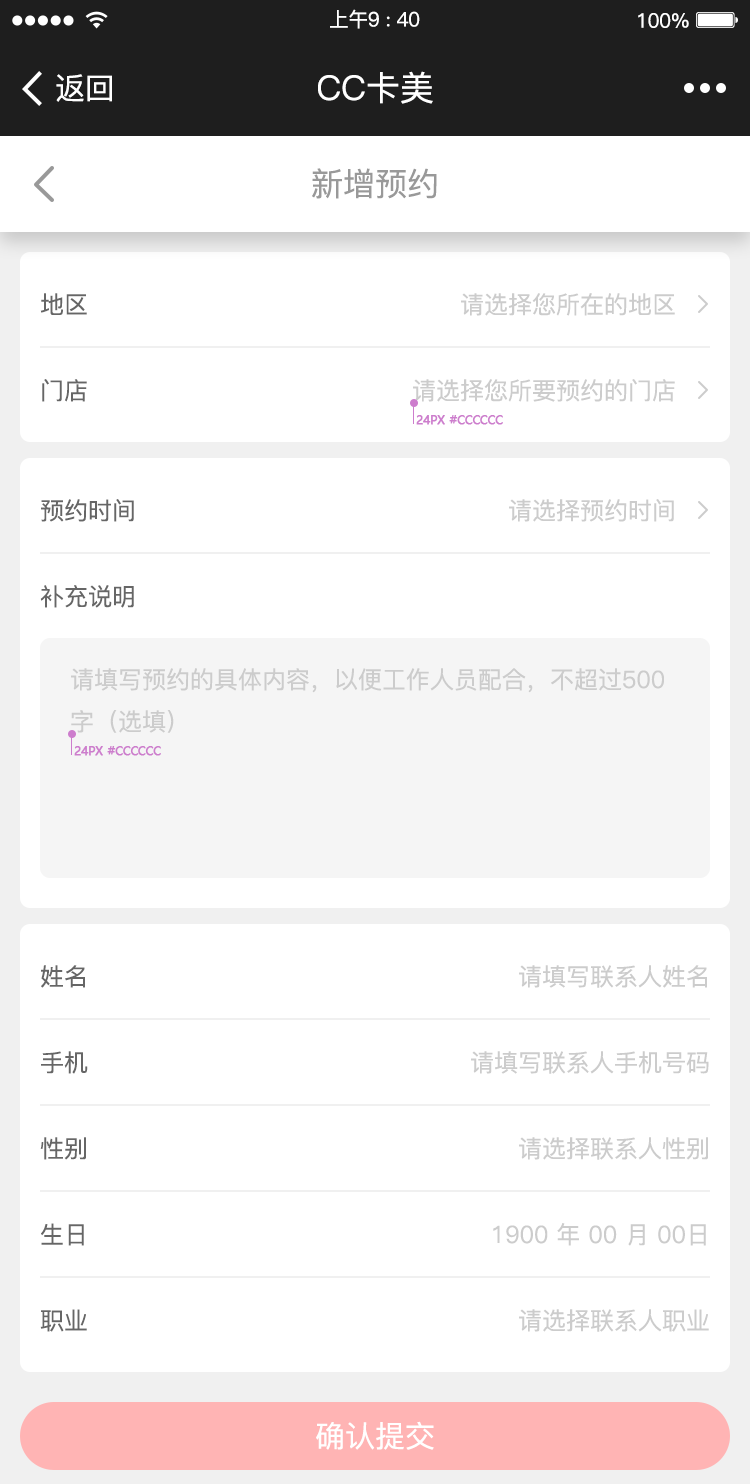 上午9 : 40
100%
返回
CC卡美
新增预约
地区
请选择您所在的地区
门店
请选择您所要预约的门店
24PX #CCCCCC
预约时间
请选择预约时间
补充说明
请填写预约的具体内容，以便工作人员配合，不超过500
字（选填）
24PX #CCCCCC
姓名
请填写联系人姓名
手机
请填写联系人手机号码
性别
请选择联系人性别
生日
1900 年 00 月 00日
职业
请选择联系人职业
确认提交